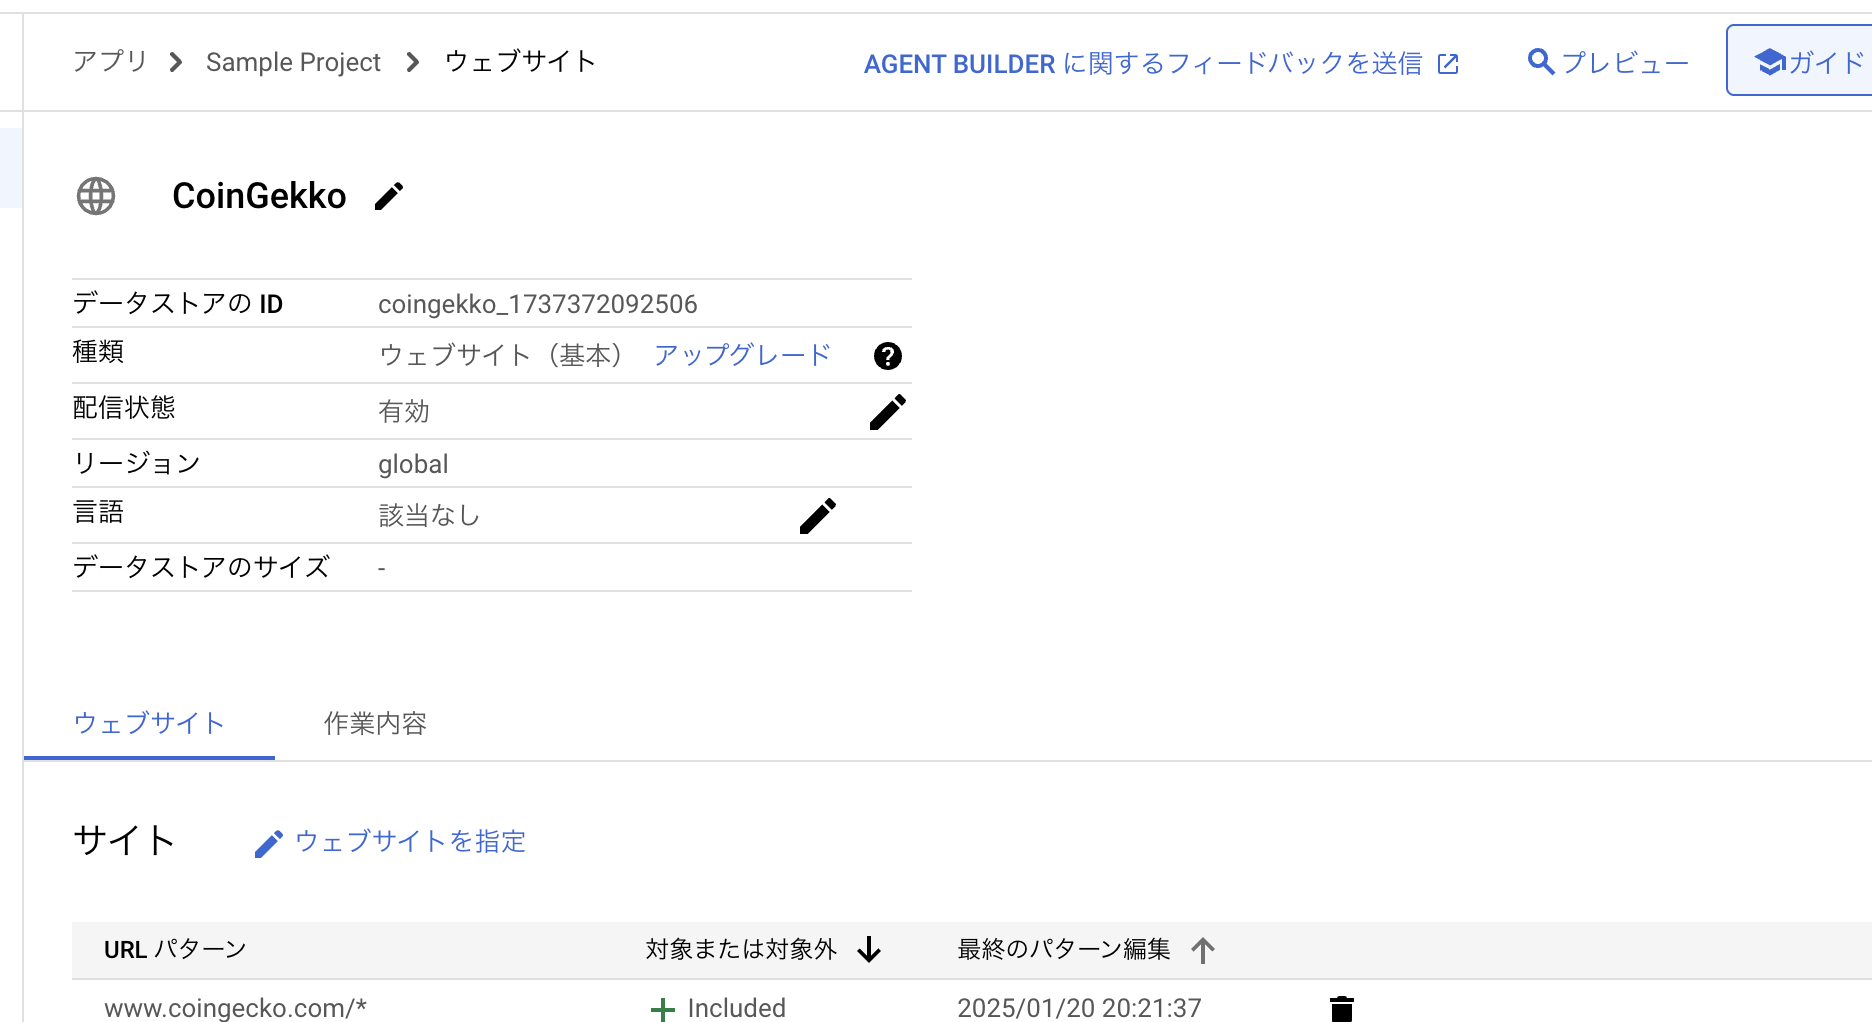 アプリ Sample Project ウェブサイト AGENT BUILDER に関するフィードバックを送信 プレビュー ガイド
CoinGekko
データストアの ID coingekko_1737372092506
種類 ウェブサイト（基本） アップグレード
配信状態 有効
リージョン global
言語 該当なし
データストアのサイズ -
ウェブサイト 作業内容
サイト ウェブサイトを指定
URL パターン 対象または対象外 最終のパターン編集
www.coingecko.com/* Included 2025/01/20 20:21:37